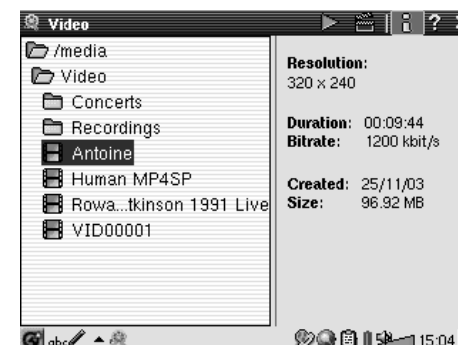 Video
?
/media
Video
Concerts
Recordings
Antoine
Human MP4SP
Rowa...tkinson 1991 Live
VID00001
Resolution:
320 x 240
Duration: 00:09:44
Bitrate: 1200 kbit/s
Created: 25/11/03
Size: 96.92 MB
abc
15:04